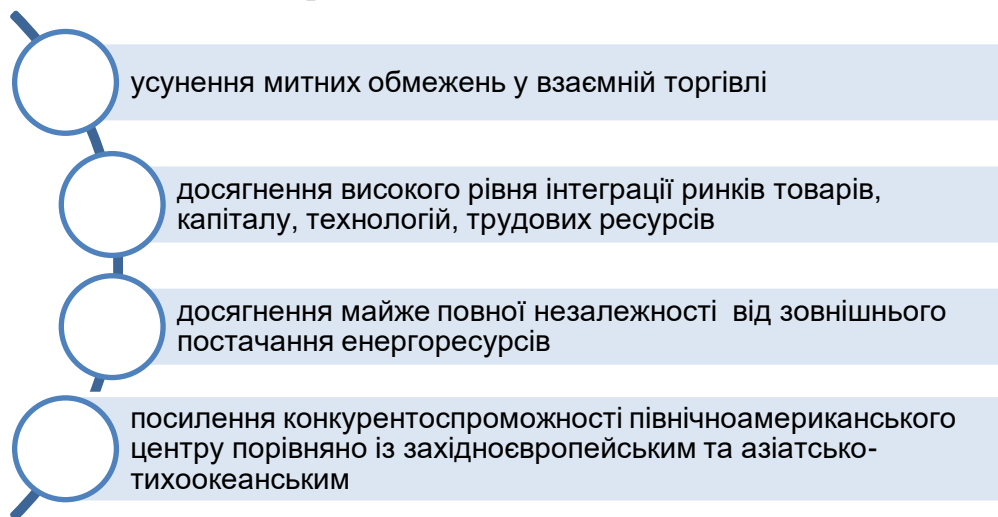 усунення митних обмежень у взаємній торгівлі
досягнення високого рівня інтеграції ринків товарів,
капіталу, технологій, трудових ресурсів
досягнення майже повної незалежності від зовнішнього
постачання енергоресурсів
посилення конкурентоспроможності північноамериканського
центру порівняно із західноєвропейським та азіатсько-
тихоокеанським